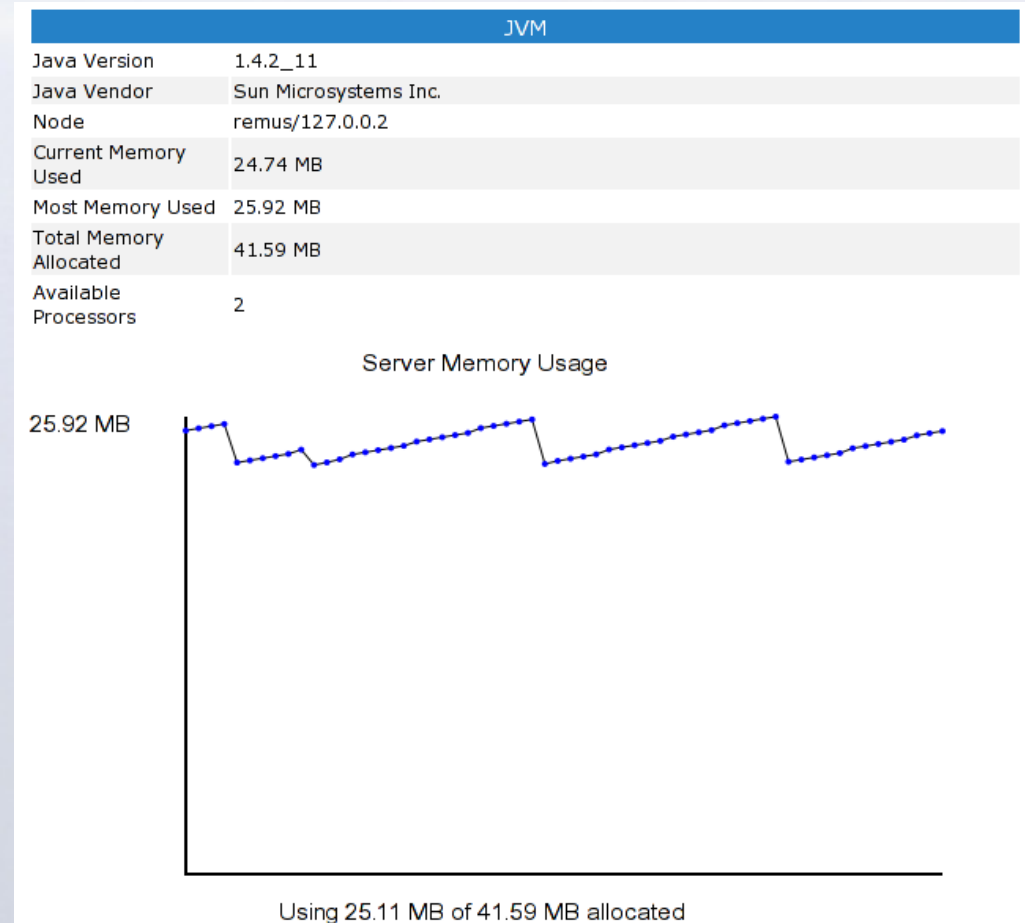 JVM
Java Version 1.4.2_11
Java Vendor Sun Microsystems Inc.
Node remus/127.0.0.2
Current Memory
Used
24.74 MB
Most Memory Used 25.92 MB
Total Memory
Allocated
41.59 MB
Available
Processors
2
Server Memory Usage
25.92 MB
Using 25.11 MB of 41.59 MB allocated